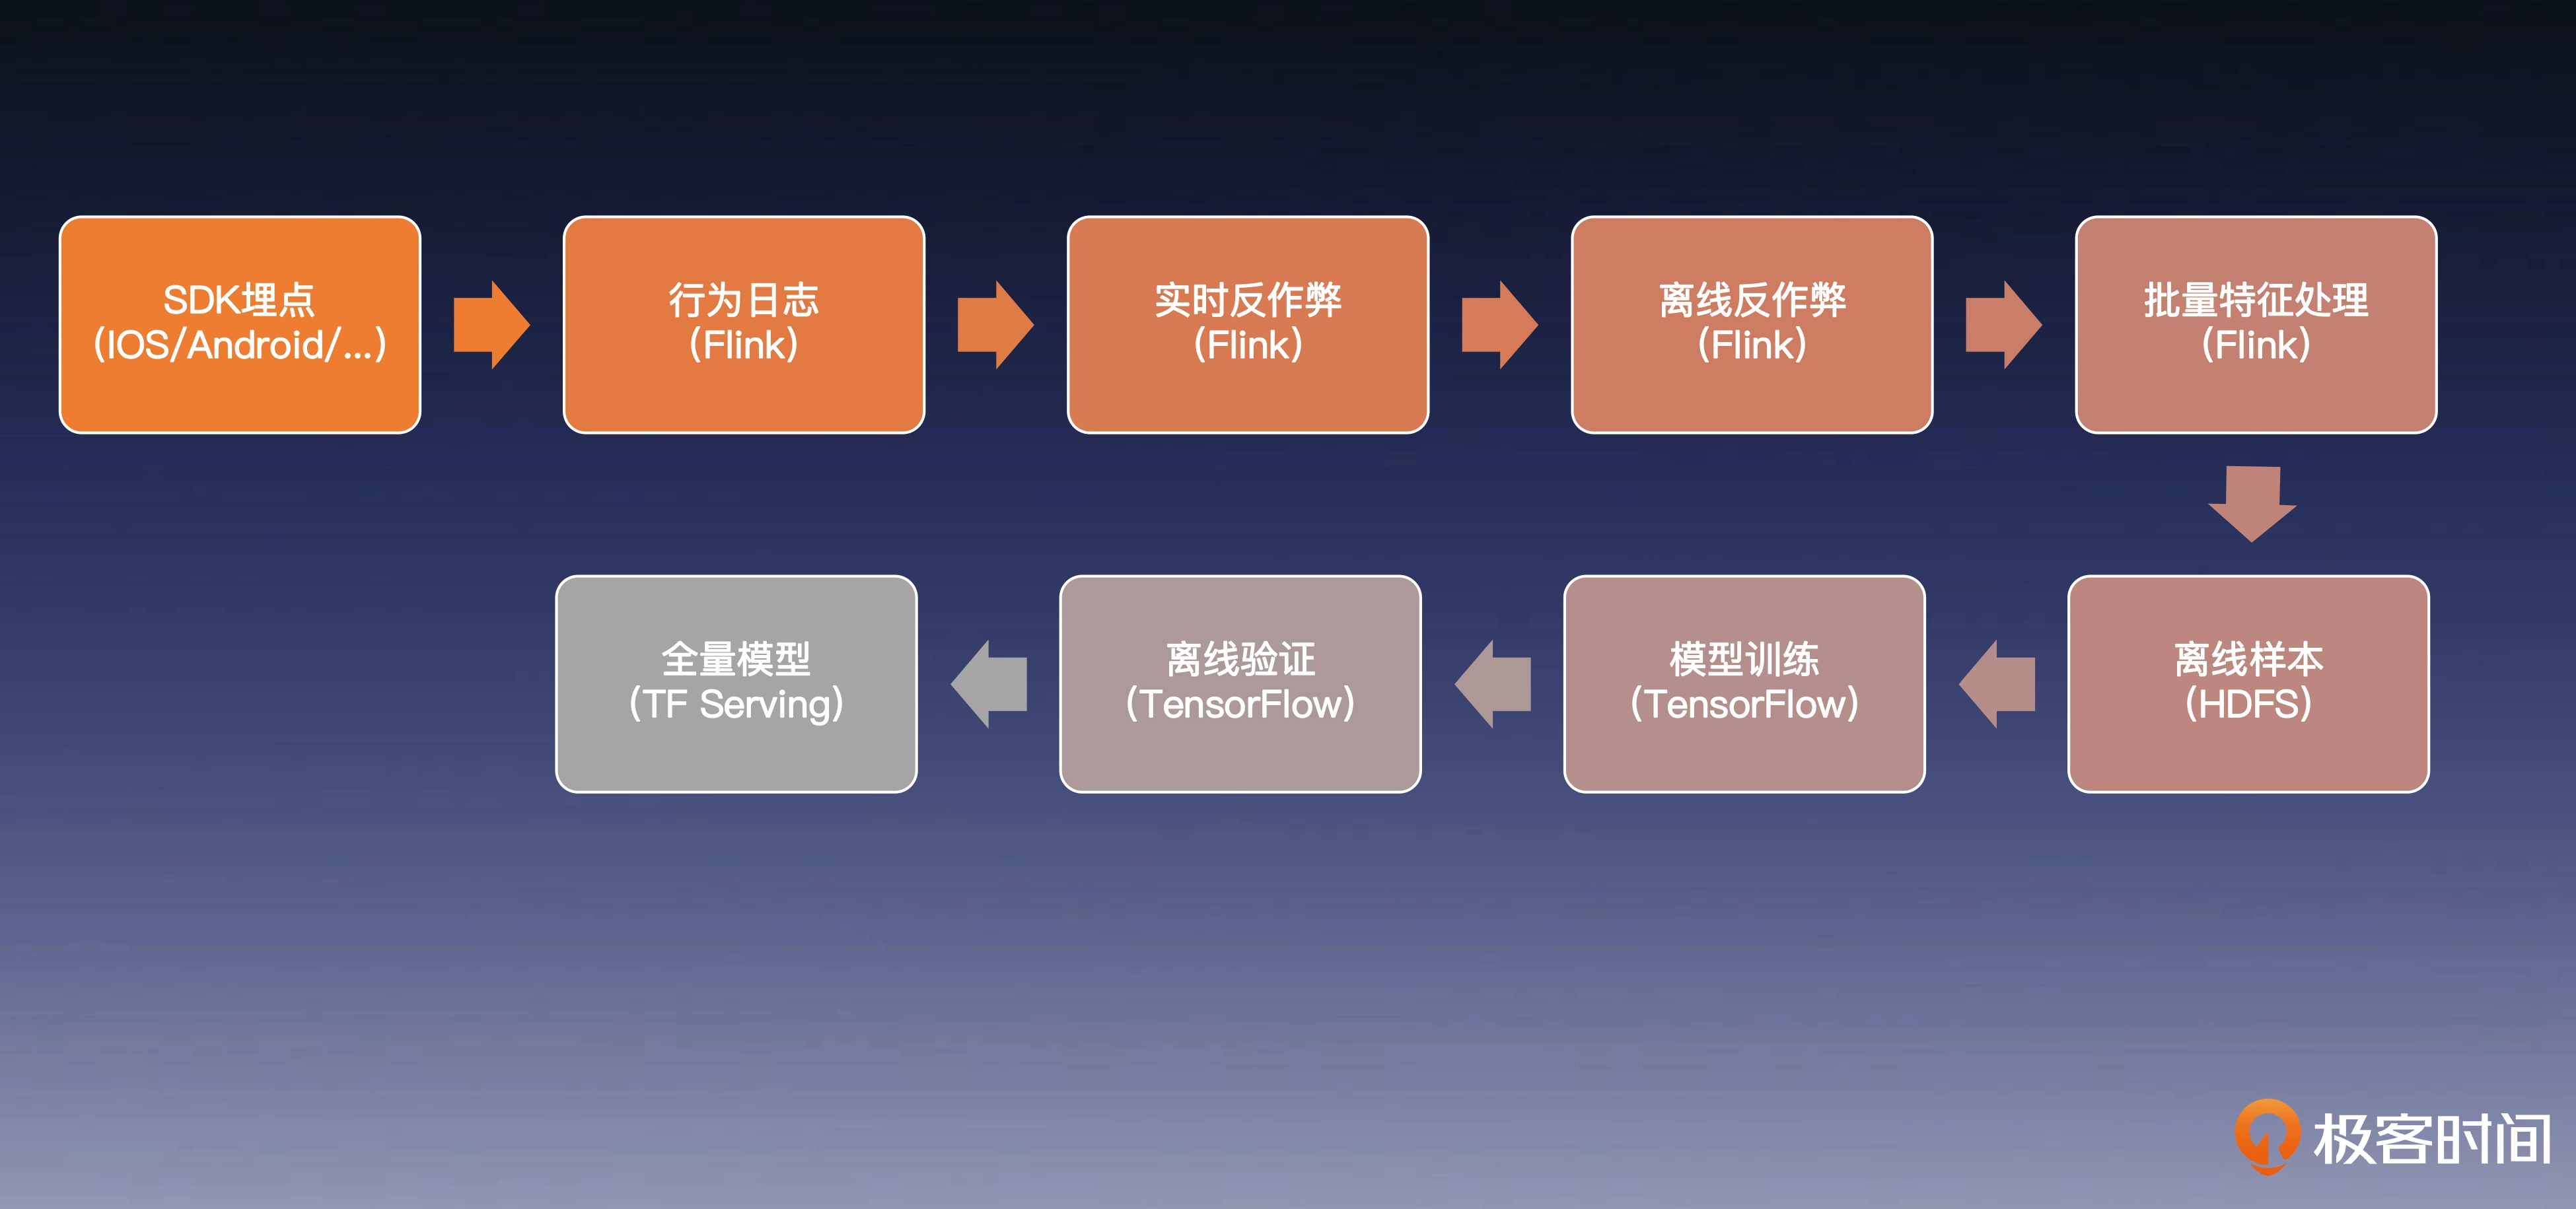 SDK埋点
(IOS/Android/...)
行为日志
(Flink)
实时反作弊
(Flink)
离线反作弊
(Flink)
批量特征处理
(Flink)
离线样本
(HDFS)
模型训练
(TensorFlow)
离线验证
(TensorFlow)
全量模型
(TF Serving)
极客时间